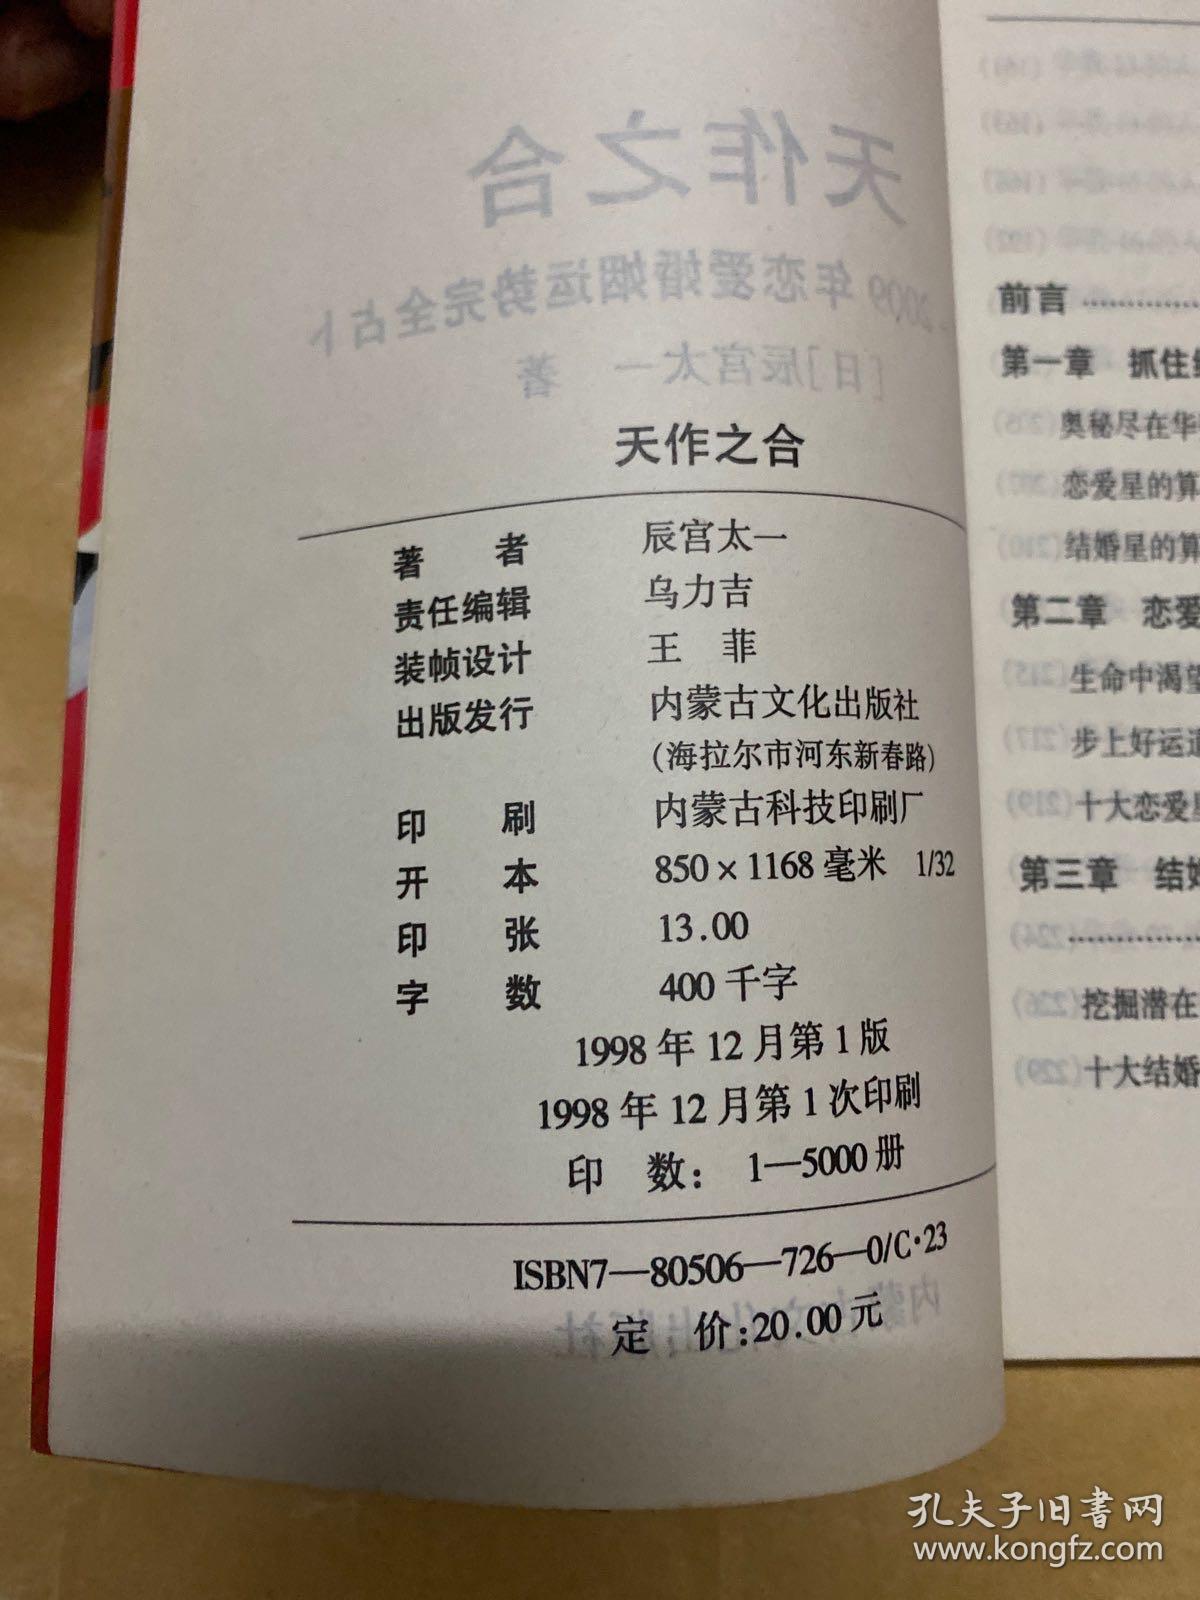 天作之合
2009年恋爱婚姻运势完全占卜
[日]辰宫太一 著
天作之合
著 者 辰宫太一
责任编辑 乌力吉
装帧设计 王 菲
出版发行 内蒙古文化出版社
(海拉尔市河东新春路)
印 刷 内蒙古科技印刷厂
开 本 850×1168毫米 1/32
印 张 13.00
字 数 400千字
1998年12月第1版
1998年12月第1次印刷
印 数: 1—5000册
ISBN7—80506—726—0/C·23
定 价:20.00元
内蒙古文化出版社
前言
第一章 抓住
奥秘尽在华
恋爱星的算
结婚星的算
第二章 恋爱
生命中渴望
步上好运道
十大恋爱星
第三章 结婚
挖掘潜在
十大结婚
孔夫子旧书网
www.kongfz.com